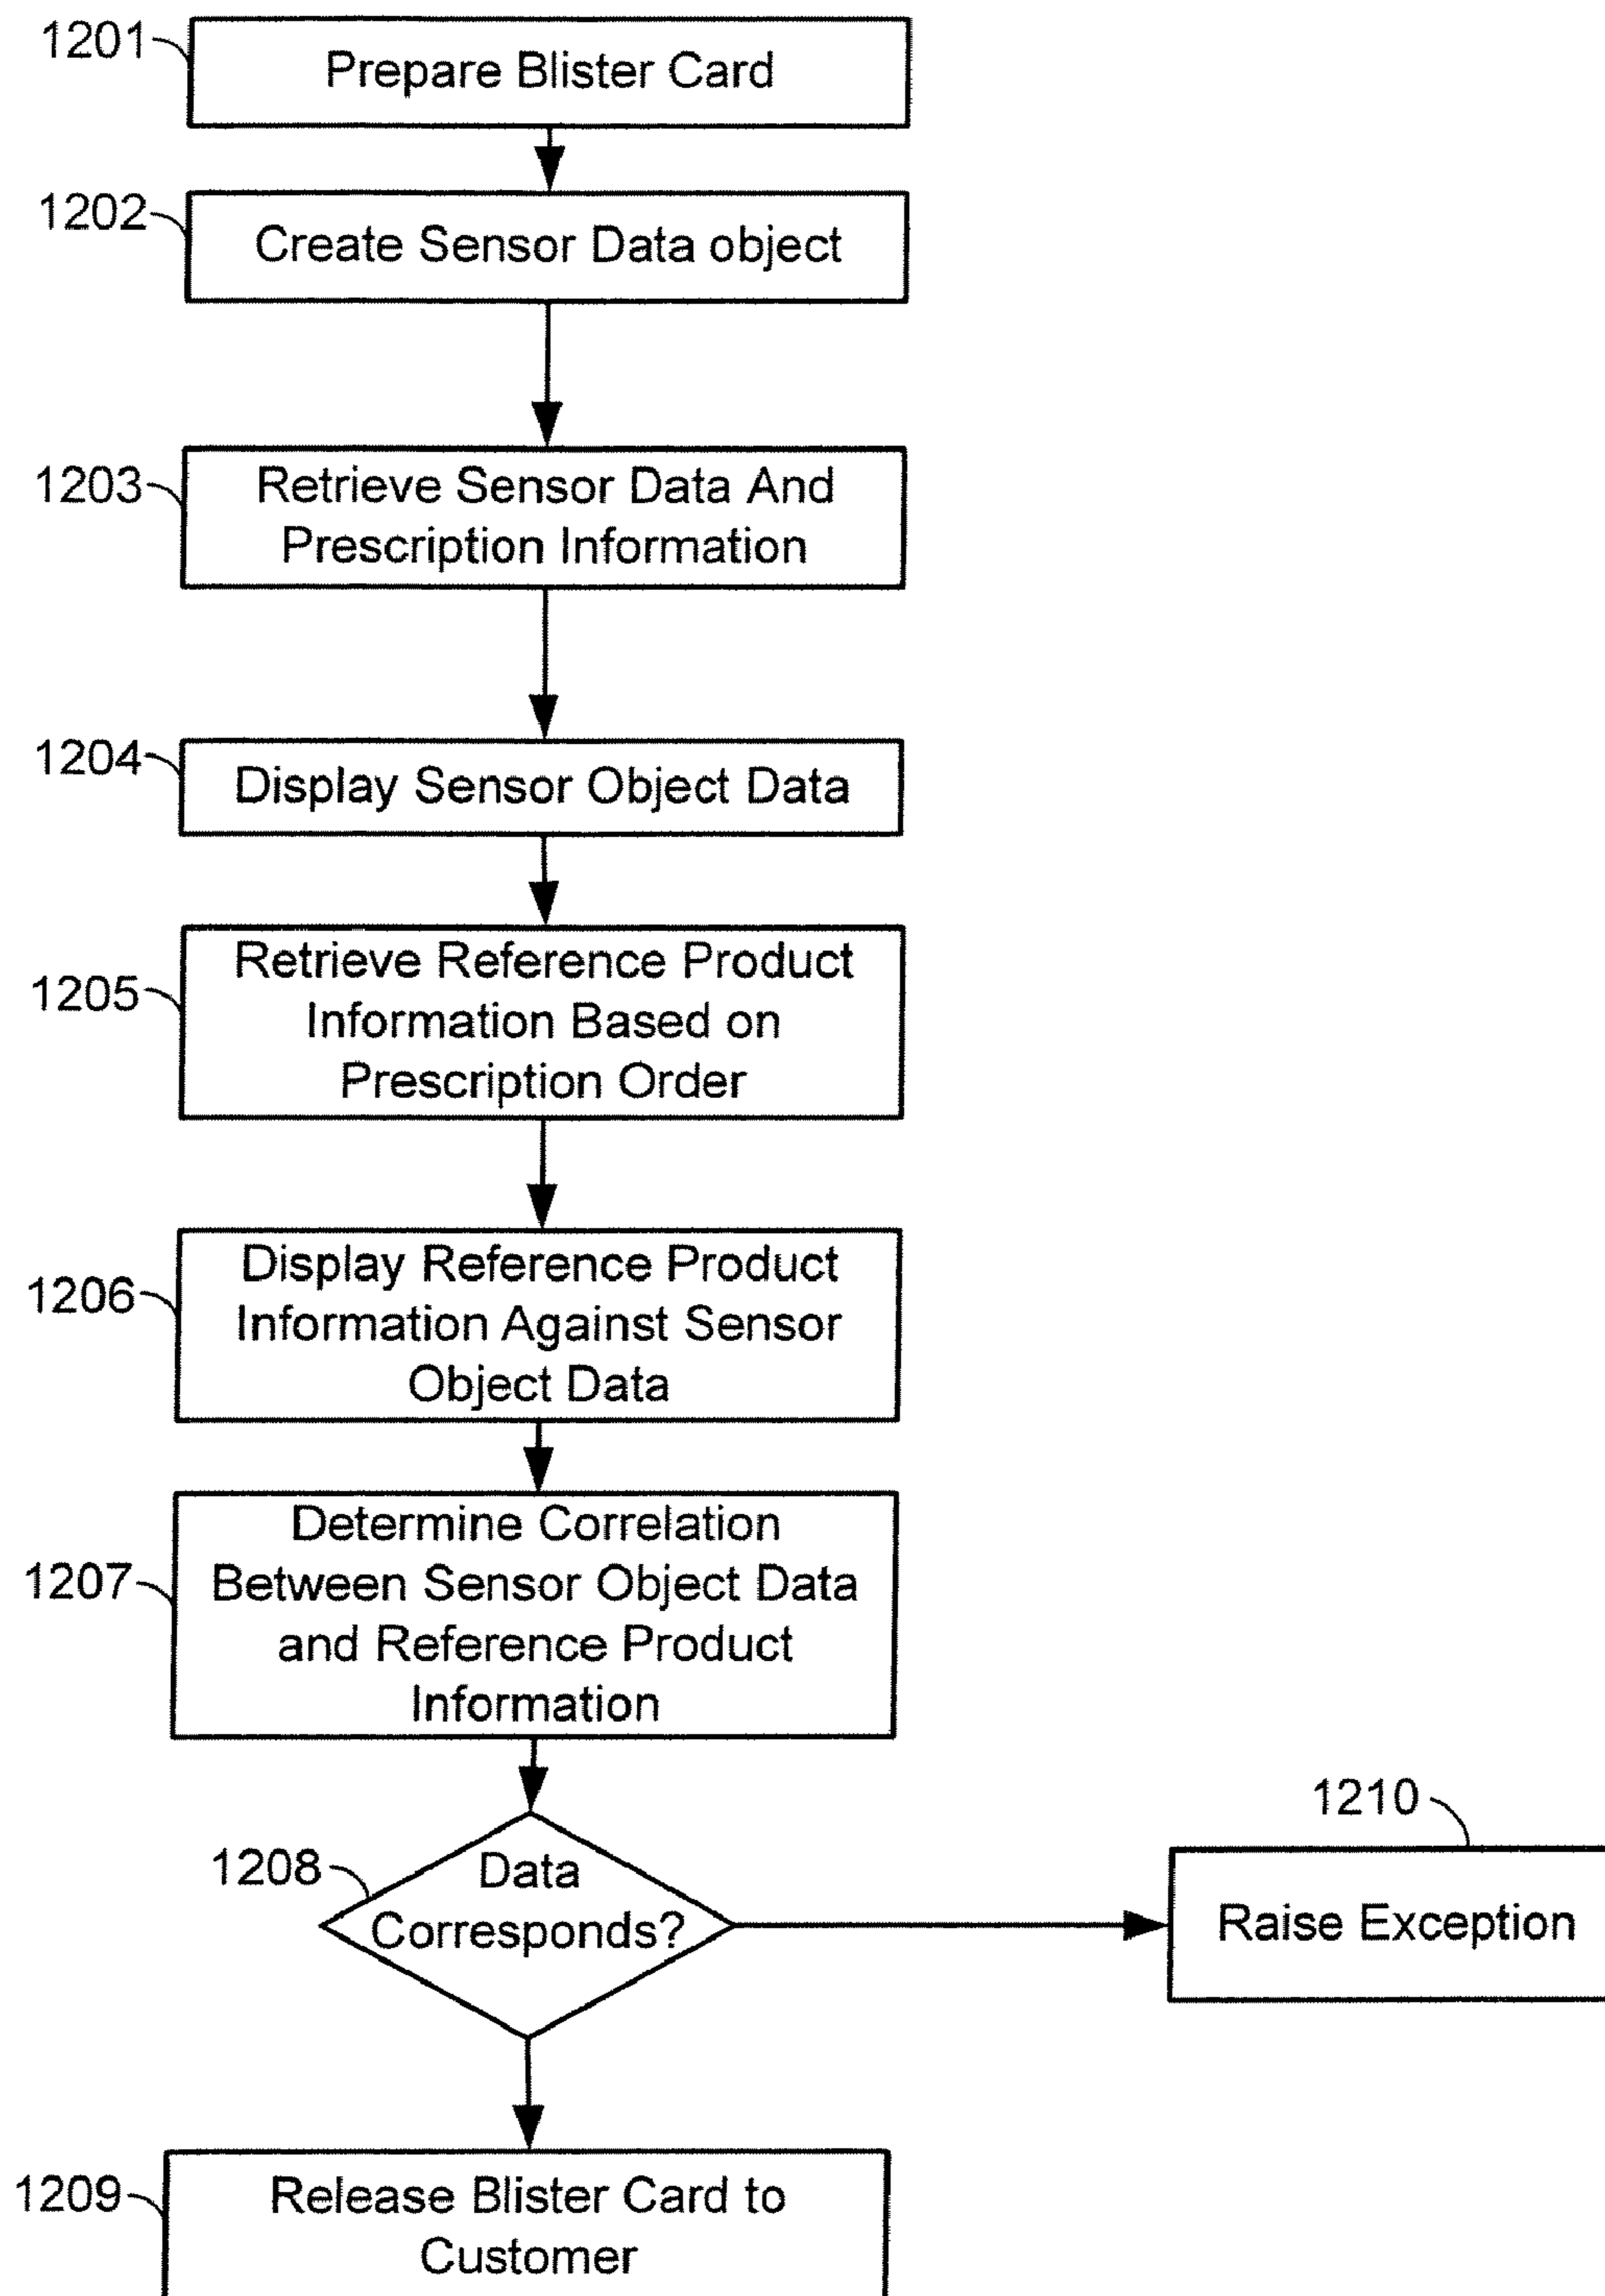 1201
Prepare Blister Card
1202
Create Sensor Data object
1203
Retrieve Sensor Data And
Prescription Information
1204
Display Sensor Object Data
1205
Retrieve Reference Product
Information Based on
Prescription Order
1206
Display Reference Product
Information Against Sensor
Object Data
1207
Determine Correlation
Between Sensor Object Data
and Reference Product
Information
1208
Data
Corresponds?
1210
Raise Exception
1209
Release Blister Card to
Customer